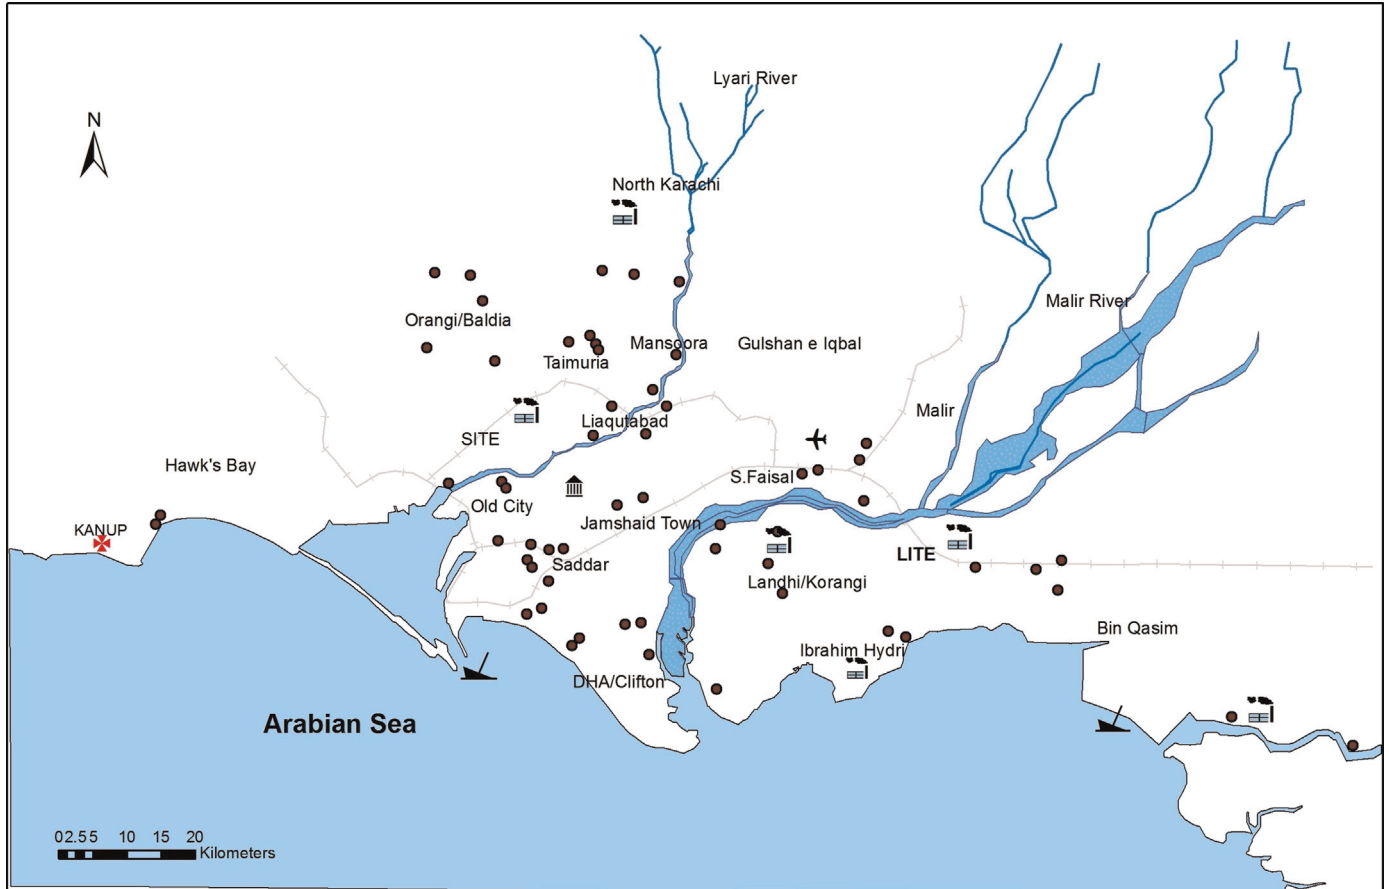 Lyari River
N
North Karachi
Malir River
Orangi/Baldia
Mansoora
Gulshan e Iqbal
Taimuria
Malir
Liaqutabad
SITE
Hawk's Bay
S.Faisal
Old City
Jamshaid Town
KANUP
LITE
Saddar
Landhi/Korangi
Bin Qasim
Ibrahim Hydri
DHA/Clifton
Arabian Sea
02.55 10 15 20
Kilometers